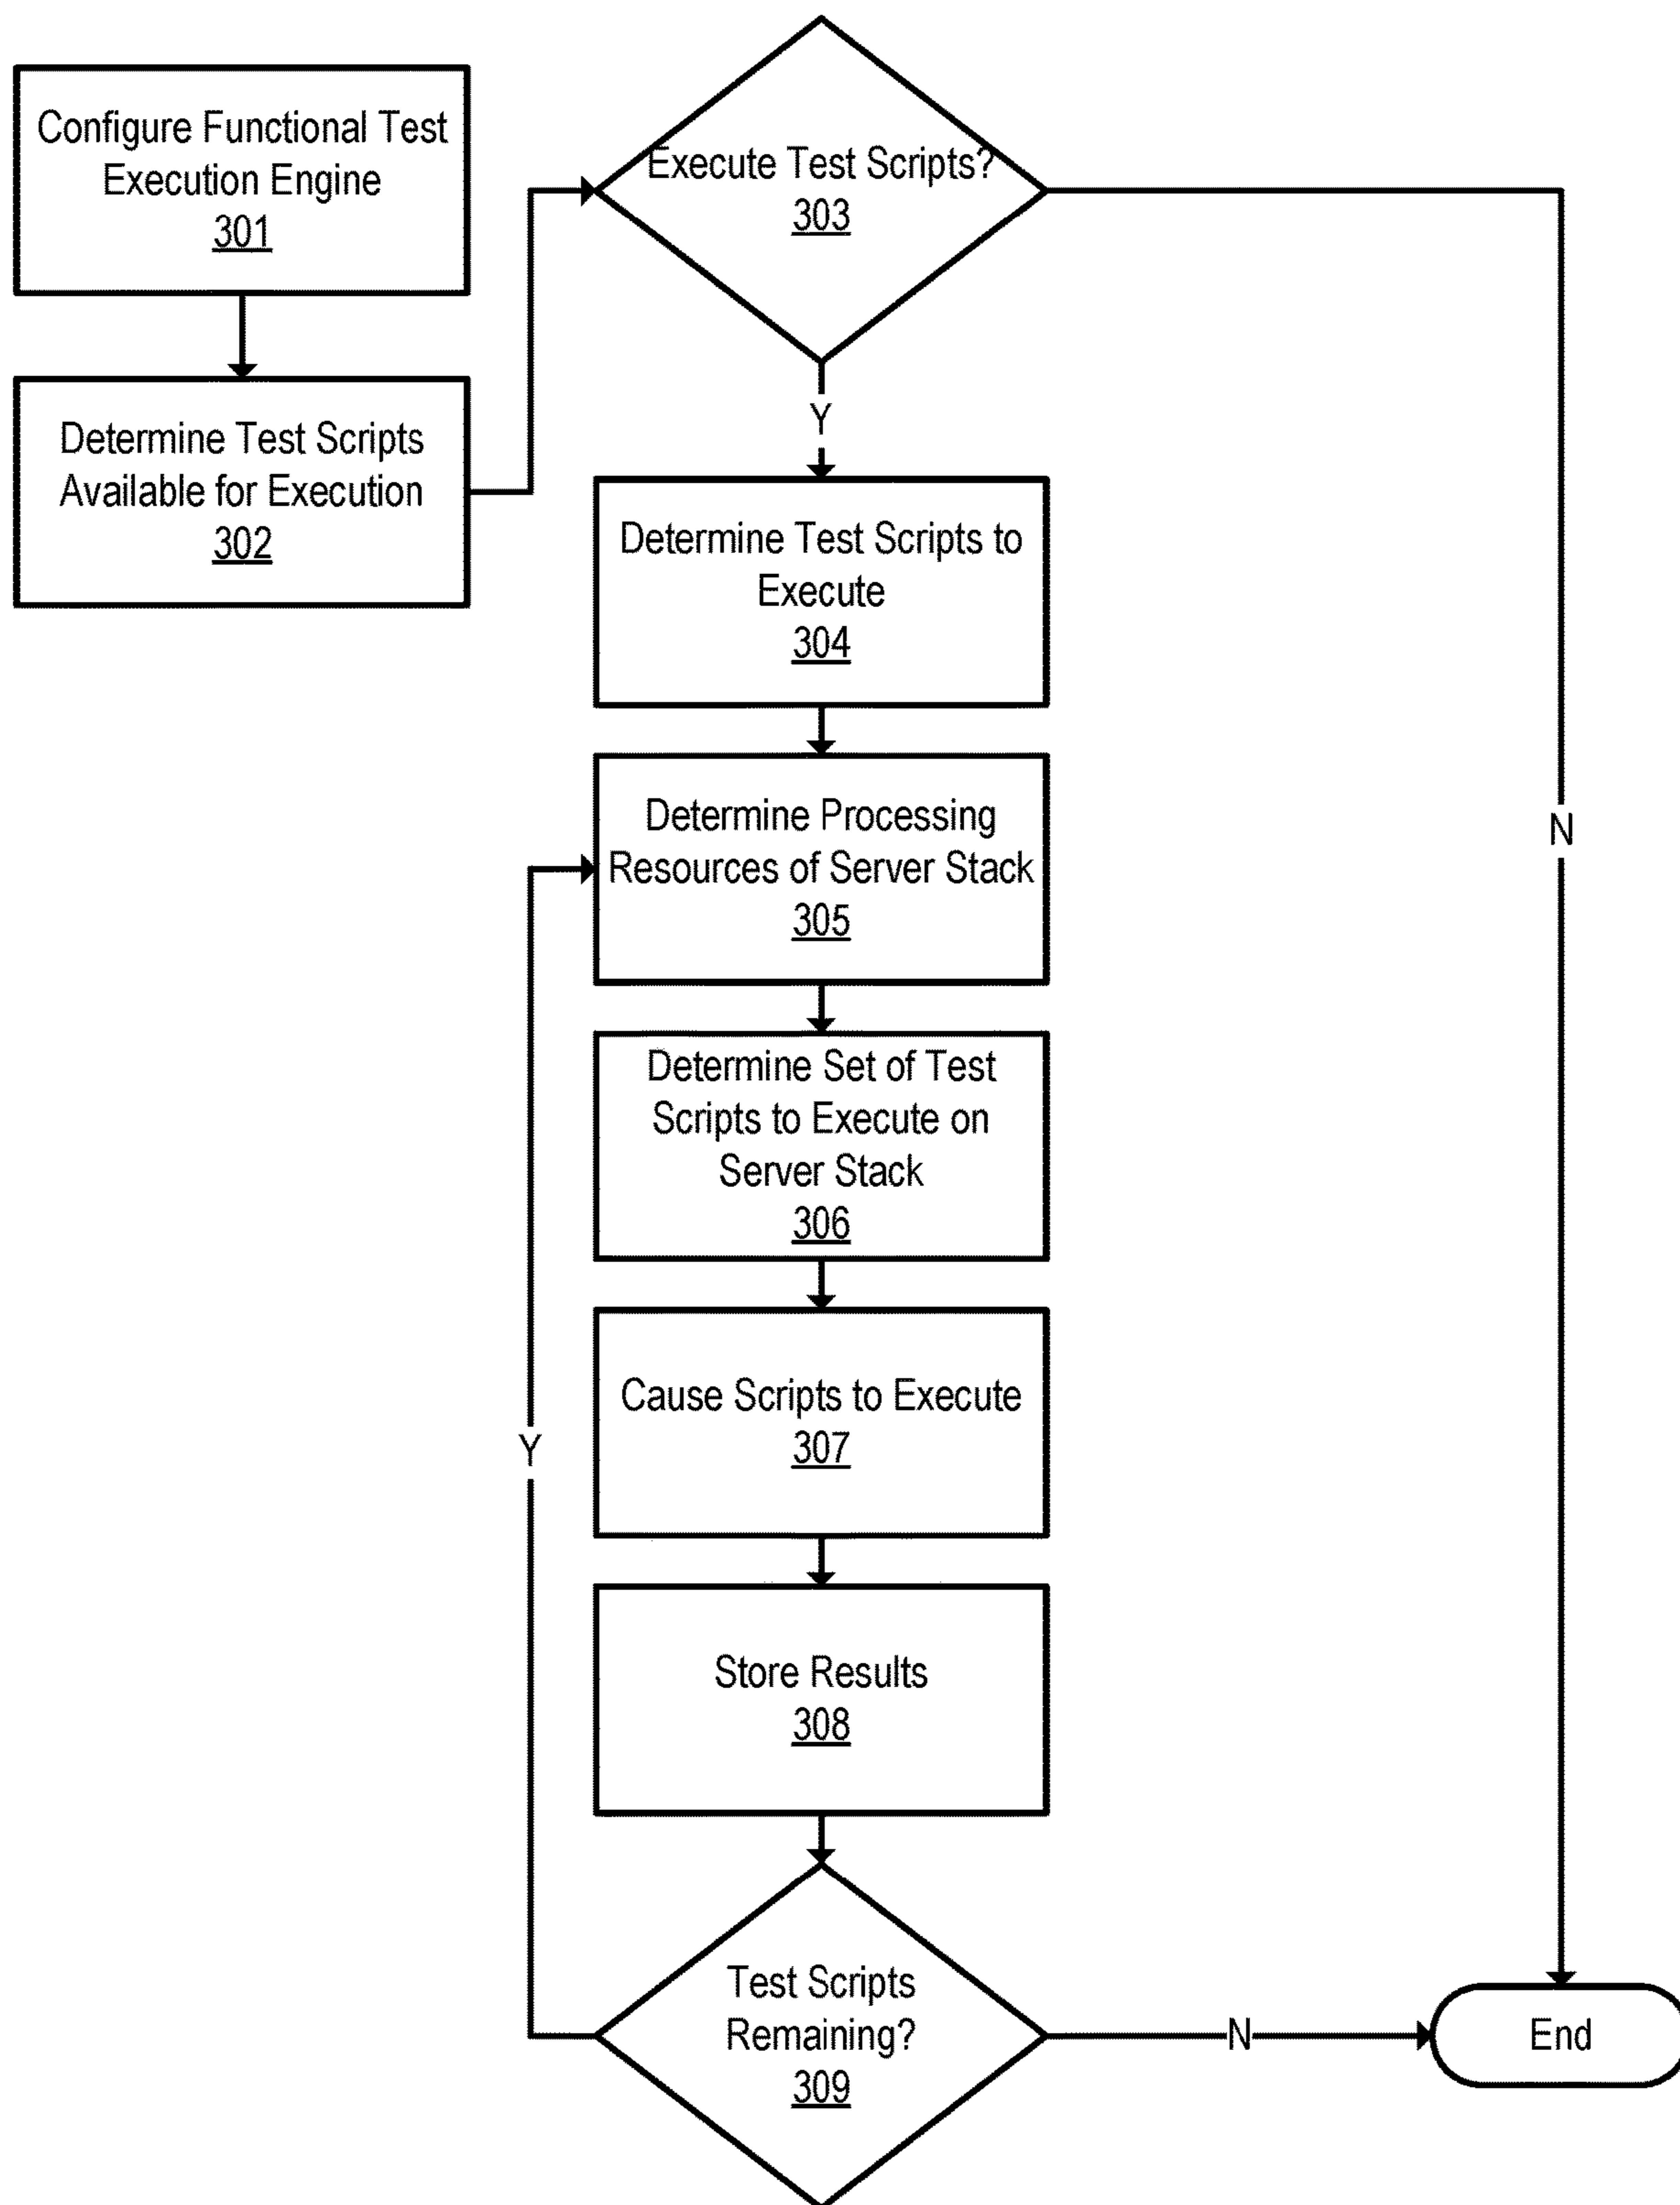 Configure Functional Test
Execution Engine
301
Determine Test Scripts
Available for Execution
302
Execute Test Scripts?
303
Y
Determine Test Scripts to
Execute
304
Determine Processing
Resources of Server Stack
305
N
Determine Set of Test
Scripts to Execute on
Server Stack
306
Cause Scripts to Execute
307
Y
Store Results
308
Test Scripts
Remaining?
309
N
End